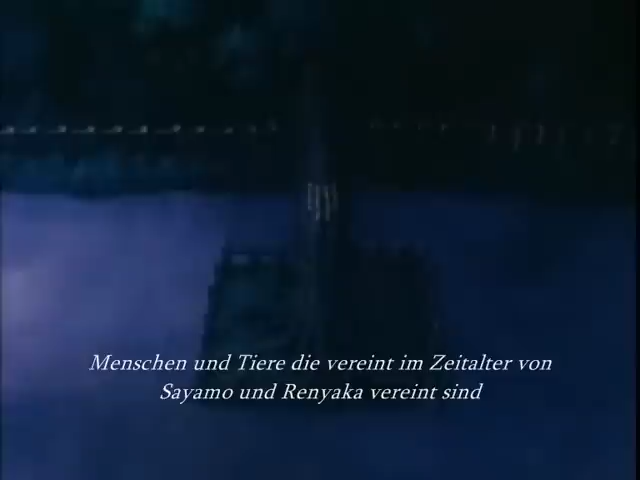 Menschen und Tiere die vereint im Zeitalter von
Sayamo und Renyaka vereint sind